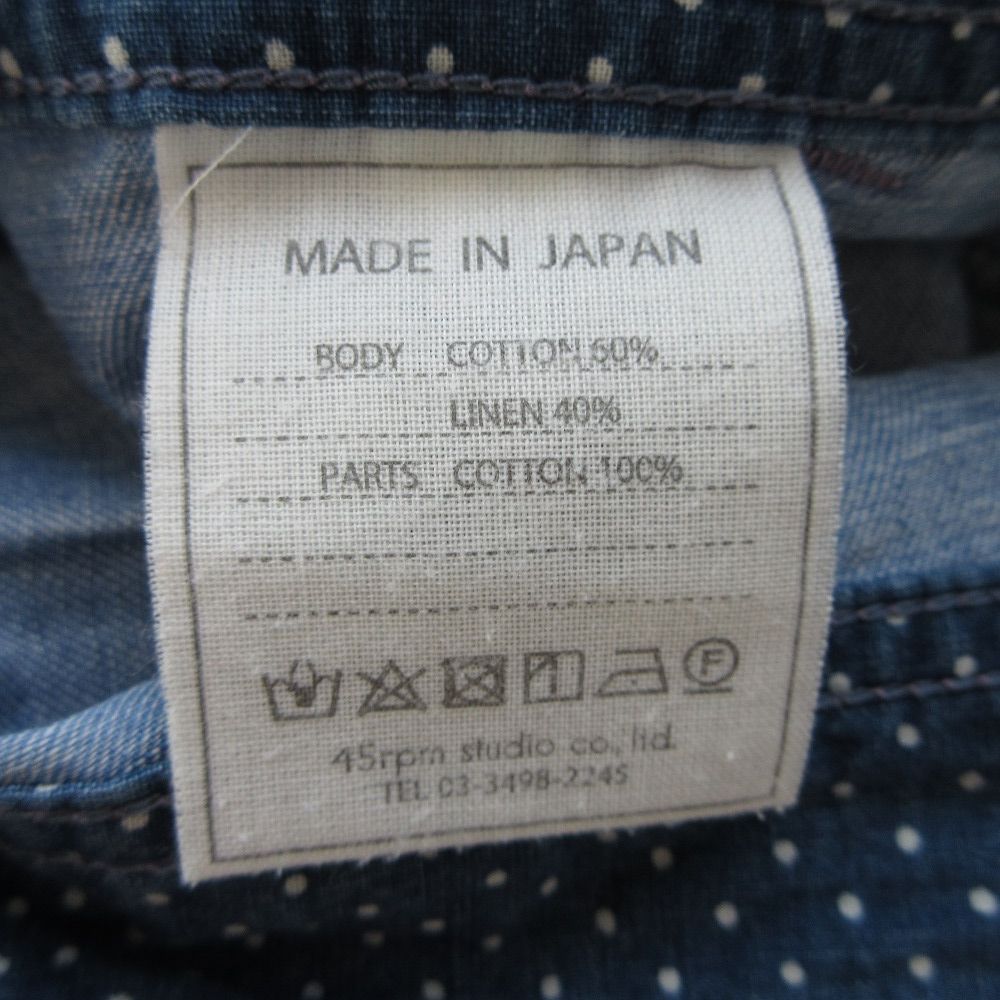 MADE IN JAPAN
BODY COTTON 60%
LINEN 40%
PARTS COTTON 100%
F
45rpm studio co., ltd.
TEL 03-3498-2245